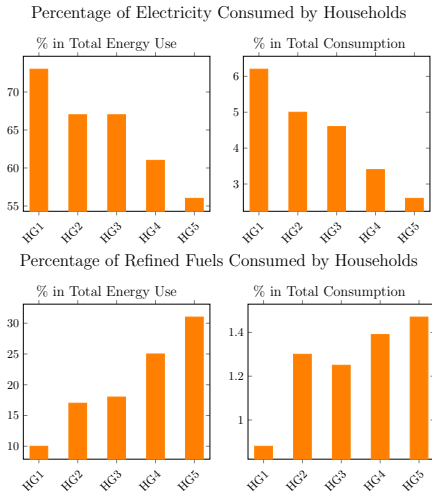 Percentage of Electricity Consumed by Households
% in Total Energy Use
% in Total Consumption
70
65
60
55
6
5
4
3
HG1 HG2 HG3 HG4 HG5
HG1 HG2 HG3 HG4 HG5
Percentage of Refined Fuels Consumed by Households
% in Total Energy Use
% in Total Consumption
30
25
20
15
10
1.4
1.2
1
HG1 HG2 HG3 HG4 HG5
HG1 HG2 HG3 HG4 HG5